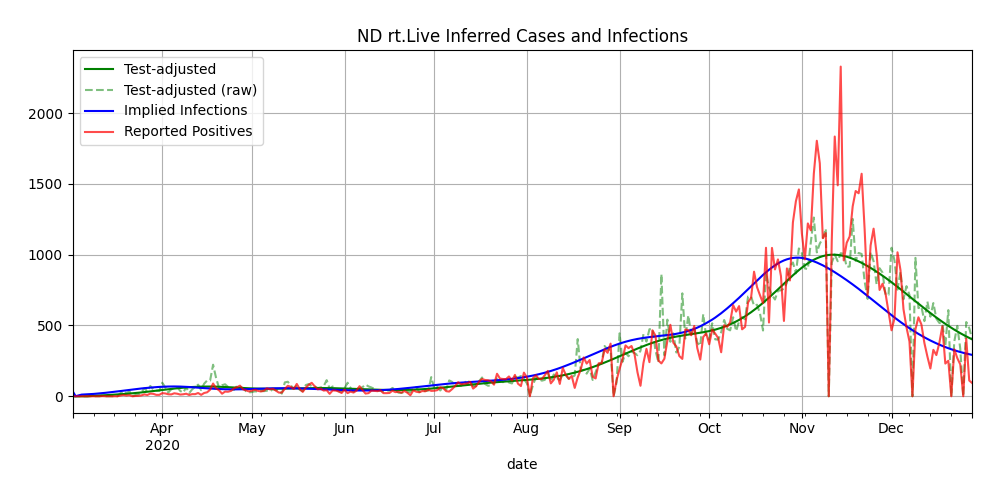 ND rt.Live Inferred Cases and Infections
Test-adjusted
Test-adjusted (raw)
Implied Infections
Reported Positives
2000
1500
1000
500
0
Apr May Jun Jul Aug Sep Oct Nov Dec
2020
date